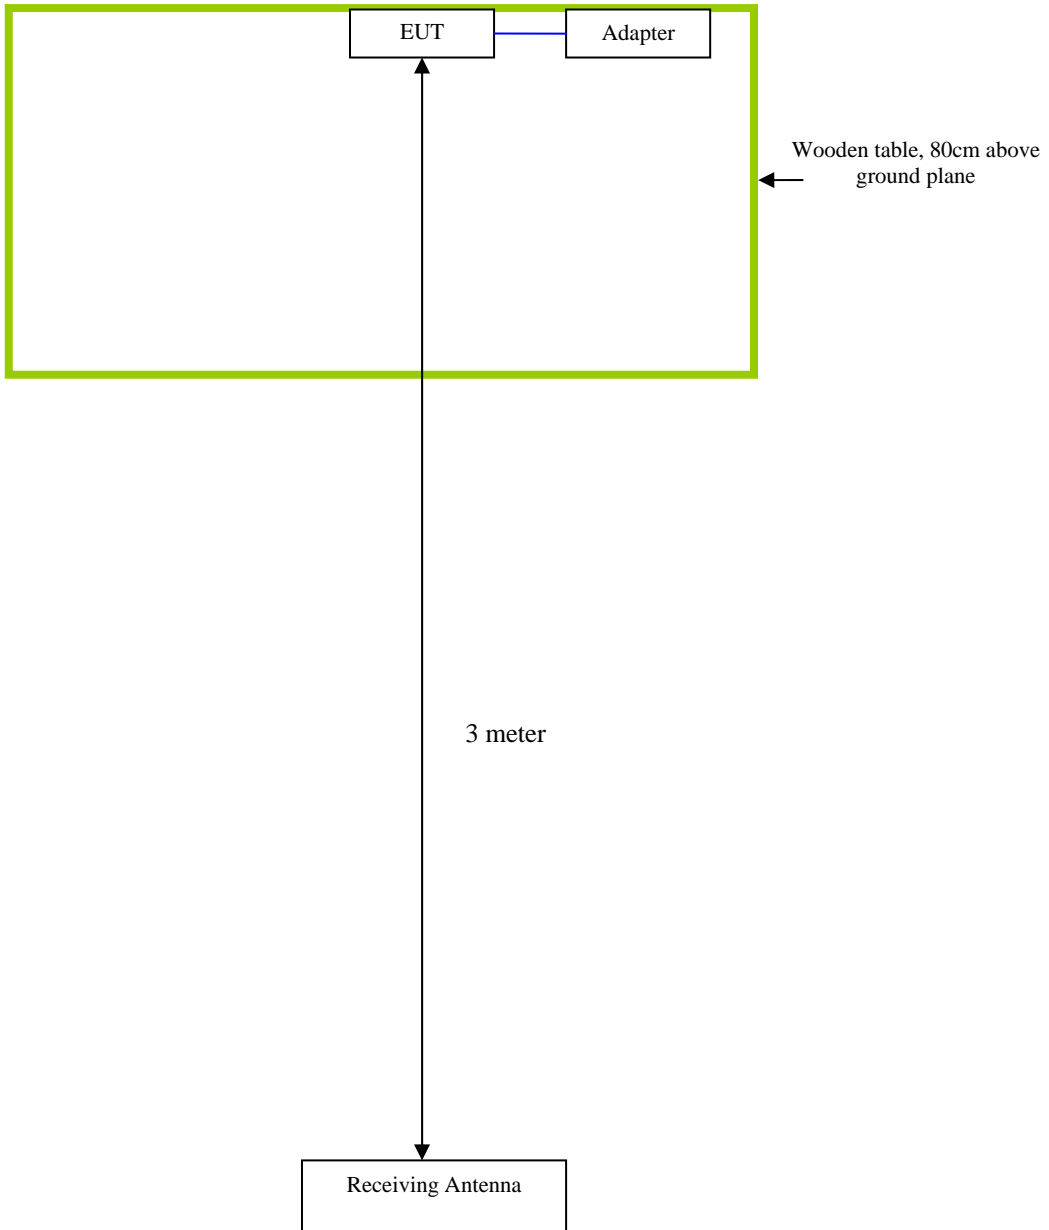 EUT
Adapter
Wooden table, 80cm above
ground plane
3 meter
Receiving Antenna